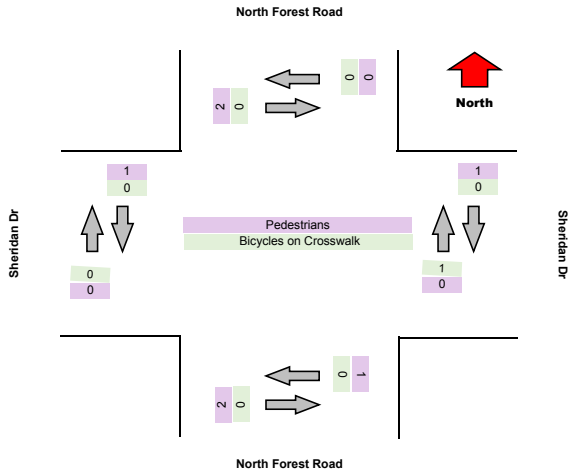 North Forest Road
0 0
2 0
North
1
0
1
0
Sheridan Dr
Pedestrians
Bicycles on Crosswalk
Sheridan Dr
0
0
1
0
0 1
2 0
North Forest Road